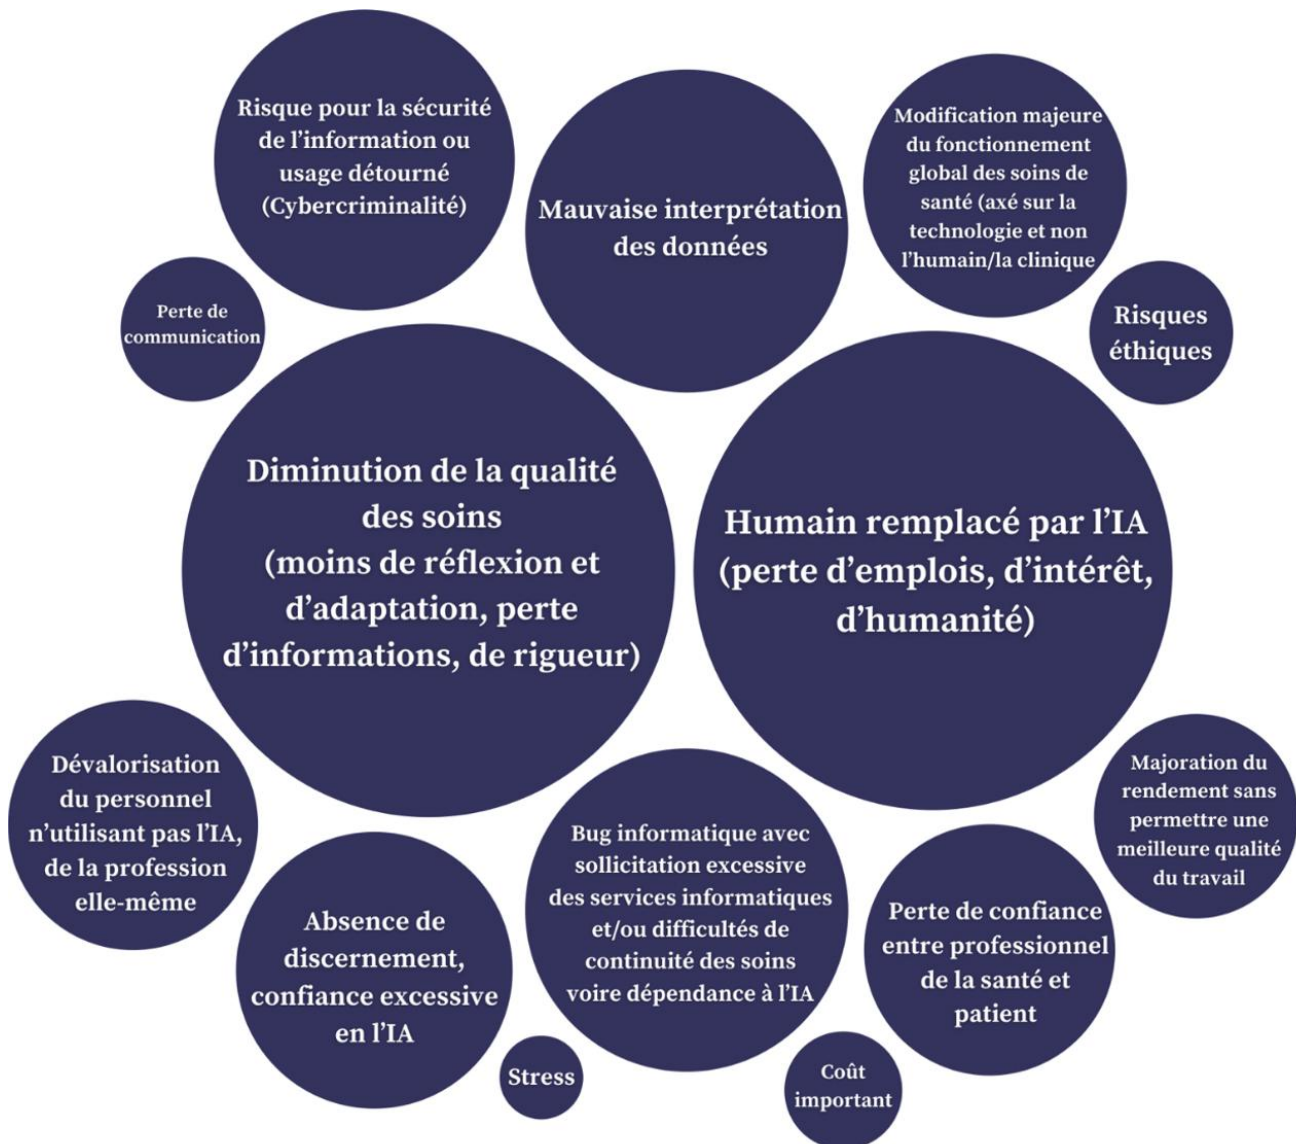 Risque pour la sécurité
de l'information ou
usage détourné
(Cybercriminalité)
Mauvaise interprétation
des données
Modification majeure
du fonctionnement
global des soins de
santé (axé sur la
technologie et non
l'humain/la clinique
Perte de
communication
Risques
éthiques
Diminution de la qualité
des soins
(moins de réflexion et
d'adaptation, perte
d'informations, de rigueur)
Humain remplacé par l'IA
(perte d'emplois, d'intérêt,
d'humanité)
Dévalorisation
du personnel
n'utilisant pas l'IA,
de la profession
elle-même
Absence de
discernement,
confiance excessive
en l'IA
Bug informatique avec
sollicitation excessive
des services informatiques
et/ou difficultés de
continuité des soins
voire dépendance à l'IA
Perte de confiance
entre professionnel
de la santé et
patient
Majoration du
rendement sans
permettre une
meilleure qualité
du travail
Stress
Coût
important